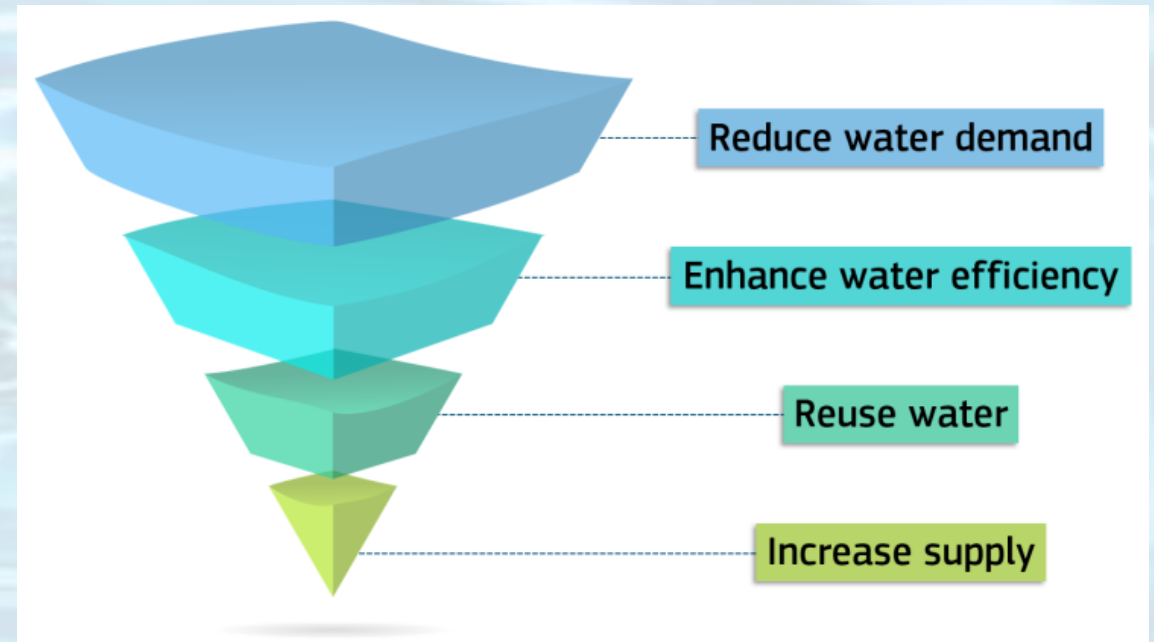 Reduce water demand
Enhance water efficiency
Reuse water
Increase supply